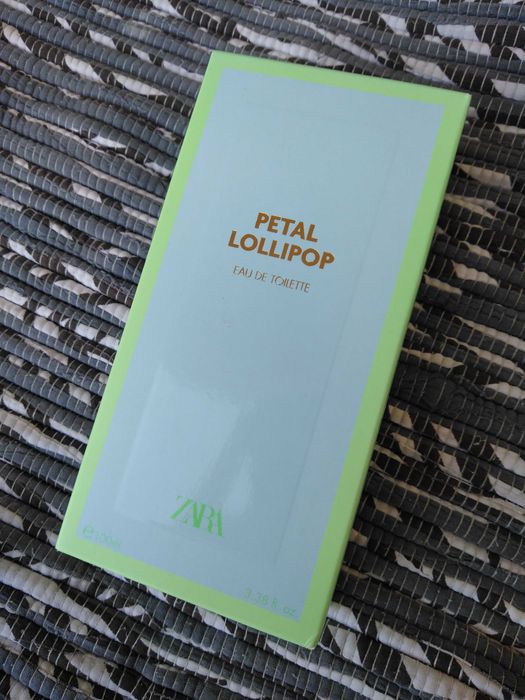 PETAL
LOLLIPOP
EAU DE TOILETTE
ZARA
℮ 100ml
3.38 fl. oz.